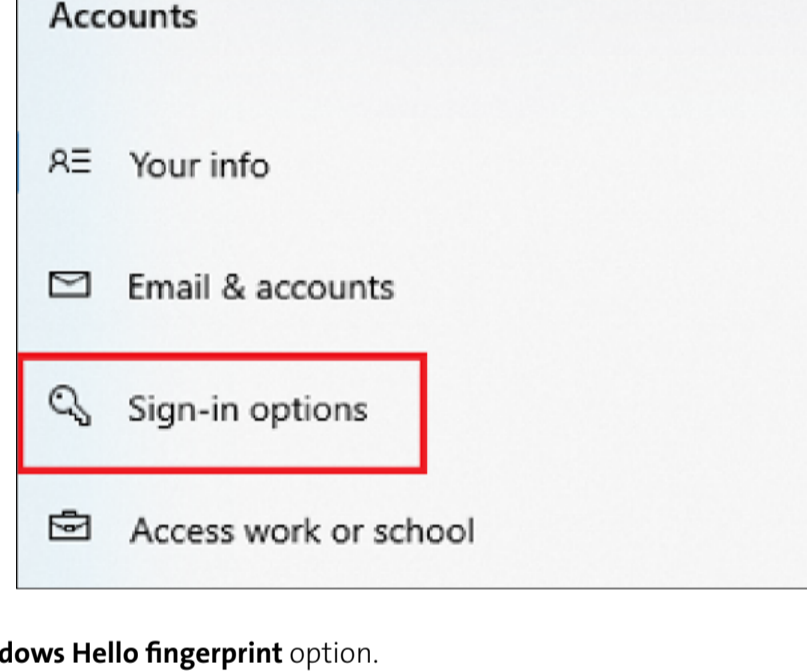 Accounts
Your info
Email & accounts
Sign-in options
Access work or school
dows Hello fingerprint option.